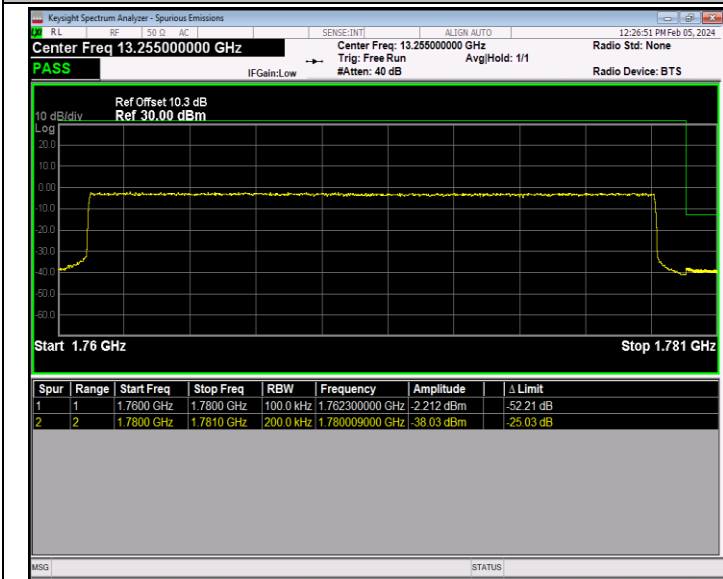 Keysight Spectrum Analyzer - Spurious Emissions
LXI RL RF 50 Ω AC SENSE:INT ALIGN AUTO 12:26:51 PM Feb 05, 2024
Center Freq 13.255000000 GHz Center Freq: 13.255000000 GHz Radio Std: None
Trig: Free Run Avg|Hold: 1/1
PASS IFGain:Low #Atten: 40 dB Radio Device: BTS
Ref Offset 10.3 dB
10 dB/div Ref 30.00 dBm
Log
20.0
10.0
0.00
-10.0
-20.0
-30.0
-40.0
-50.0
-60.0
Start 1.76 GHz Stop 1.781 GHz
Spur Range Start Freq Stop Freq RBW Frequency Amplitude Δ Limit
1 1 1.7600 GHz 1.7800 GHz 100.0 kHz 1.762300000 GHz -2.212 dBm -52.21 dB
2 2 1.7800 GHz 1.7810 GHz 200.0 kHz 1.780009000 GHz -38.03 dBm -25.03 dB
MSG STATUS